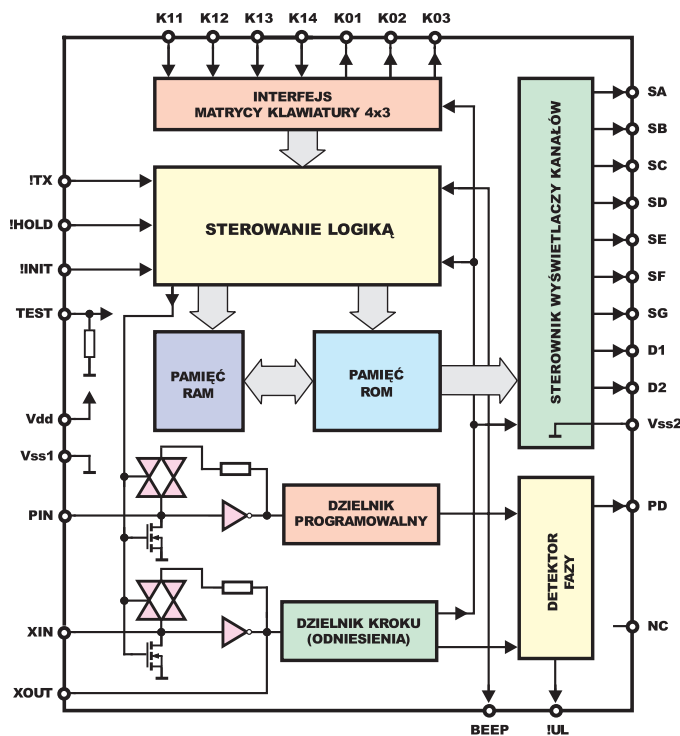 K11 K12 K13 K14 K01 K02 K03
INTERFEJS
MATRYCY KLAWIATURY 4x3
!TX
!HOLD
!INIT
TEST
Vdd
Vss1
PIN
XIN
XOUT
STEROWANIE LOGIKĄ
PAMIĘĆ
RAM
PAMIĘĆ
ROM
STEROWNIK WYŚWIETLACZY KANAŁÓW
SA
SB
SC
SD
SE
SF
SG
D1
D2
Vss2
DZIELNIK
PROGRAMOWALNY
DZIELNIK KROKU
(ODNIESIENIA)
DETEKTOR
FAZY
PD
NC
BEEP !UL